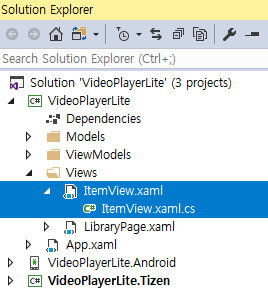 Solution Explorer
Search Solution Explorer (Ctrl+;)
Solution 'VideoPlayerLite' (3 projects)
C# VideoPlayerLite
Dependencies
Models
ViewModels
Views
ItemView.xaml
C# ItemView.xaml.cs
LibraryPage.xaml
App.xaml
VideoPlayerLite.Android
C# VideoPlayerLite.Tizen